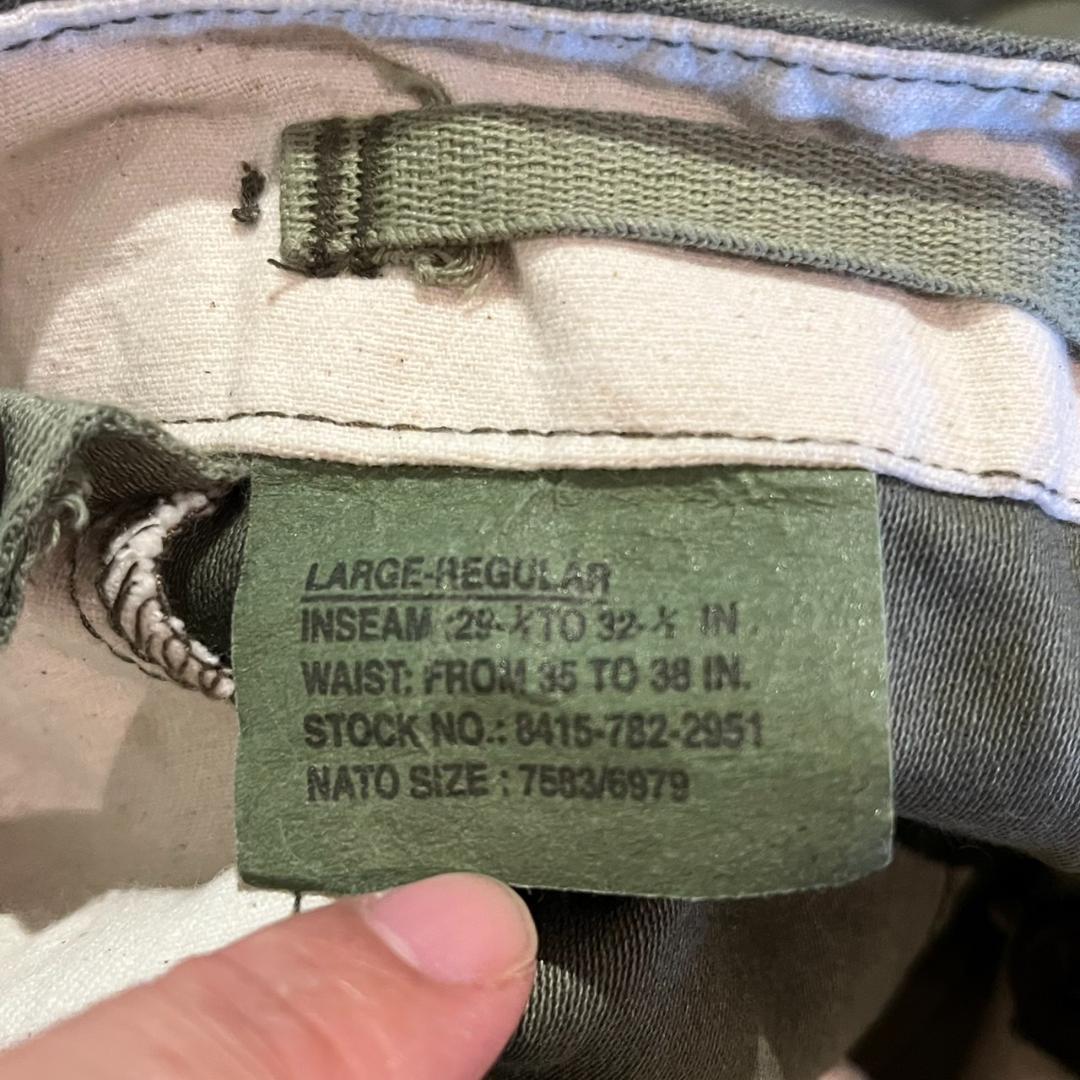 LARGE-REGULAR
INSEAM :29-½ TO 32-½ IN.
WAIST: FROM 35 TO 38 IN.
STOCK NO.: 8415-782-2951
NATO SIZE : 7583/6979